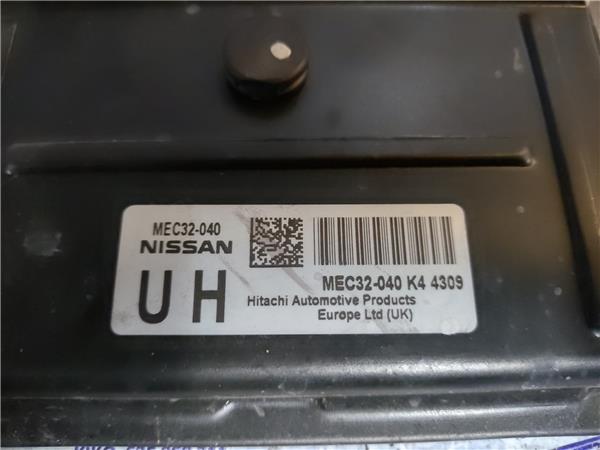 MEC32-040
NISSAN
UH
MEC32-040 K4 4309
Hitachi Automotive Products
Europe Ltd (UK)